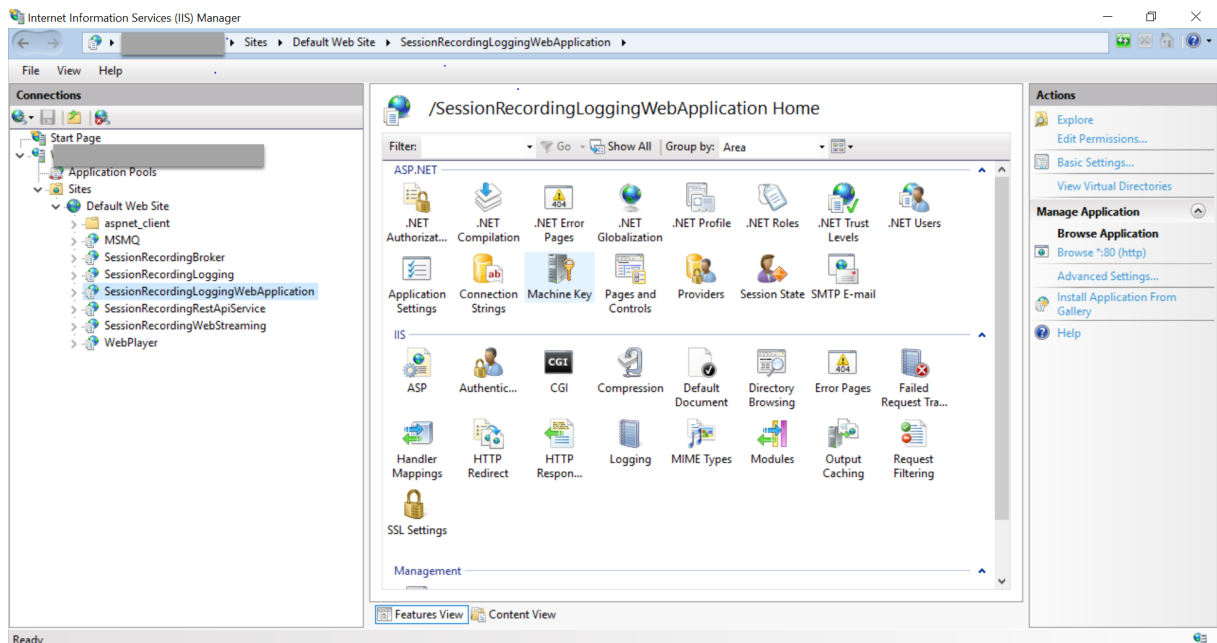 Internet Information Services (IIS) Manager
Sites Default Web Site SessionRecordingLoggingWebApplication
File View Help
Connections
Start Page
Application Pools
Sites
Default Web Site
aspnet_client
MSMQ
SessionRecordingBroker
SessionRecordingLogging
SessionRecordingLoggingWebApplication
SessionRecordingRestApiService
SessionRecordingWebStreaming
WebPlayer
/SessionRecordingLoggingWebApplication Home
Filter: Go Show All Group by: Area
ASP.NET
.NET Authorizat...
.NET Compilation
.NET Error Pages
.NET Globalization
.NET Profile
.NET Roles
.NET Trust Levels
.NET Users
Application Settings
Connection Strings
Machine Key
Pages and Controls
Providers
Session State
SMTP E-mail
IIS
ASP
Authentic...
CGI
Compression
Default Document
Directory Browsing
Error Pages
Failed Request Tra...
Handler Mappings
HTTP Redirect
HTTP Respon...
Logging
MIME Types
Modules
Output Caching
Request Filtering
SSL Settings
Management
Features View Content View
Actions
Explore
Edit Permissions...
Basic Settings...
View Virtual Directories
Manage Application
Browse Application
Browse *:80 (http)
Advanced Settings...
Install Application From
Gallery
Help
Ready